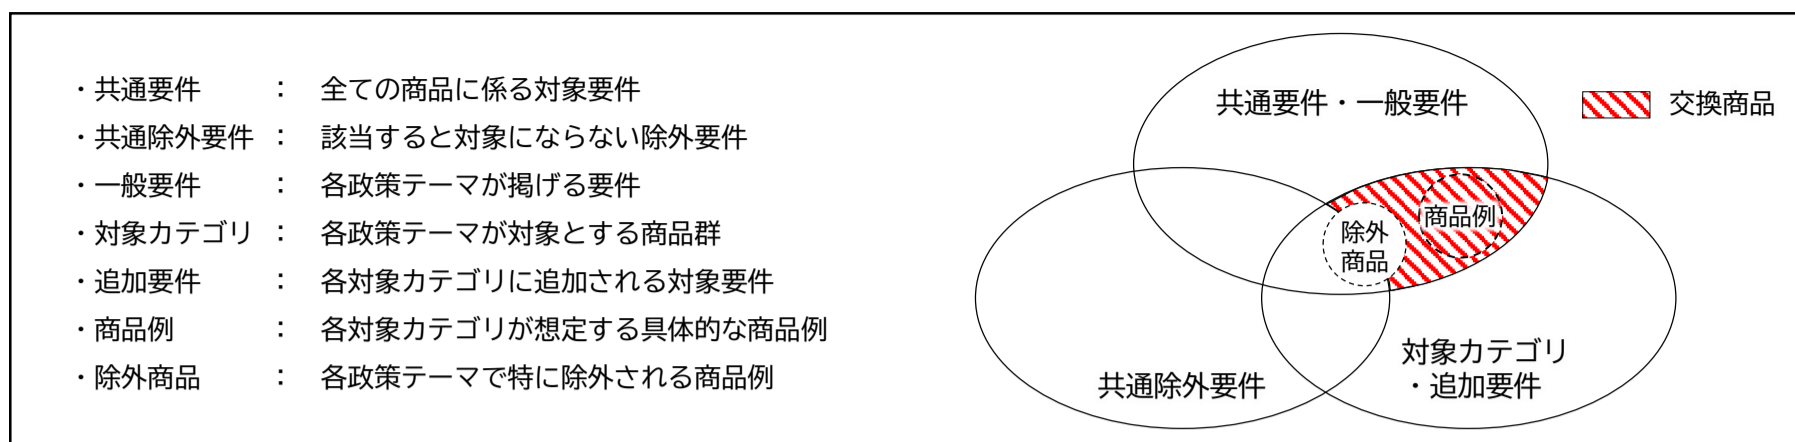 ・共通要件 ： 全ての商品に係る対象要件
・共通除外要件 ： 該当すると対象にならない除外要件
・一般要件 ： 各政策テーマが掲げる要件
・対象カテゴリ ： 各政策テーマが対象とする商品群
・追加要件 ： 各対象カテゴリに追加される対象要件
・商品例 ： 各対象カテゴリが想定する具体的な商品例
・除外商品 ： 各政策テーマで特に除外される商品例
共通要件・一般要件
交換商品
商品例
除外
商品
共通除外要件
対象カテゴリ
・追加要件